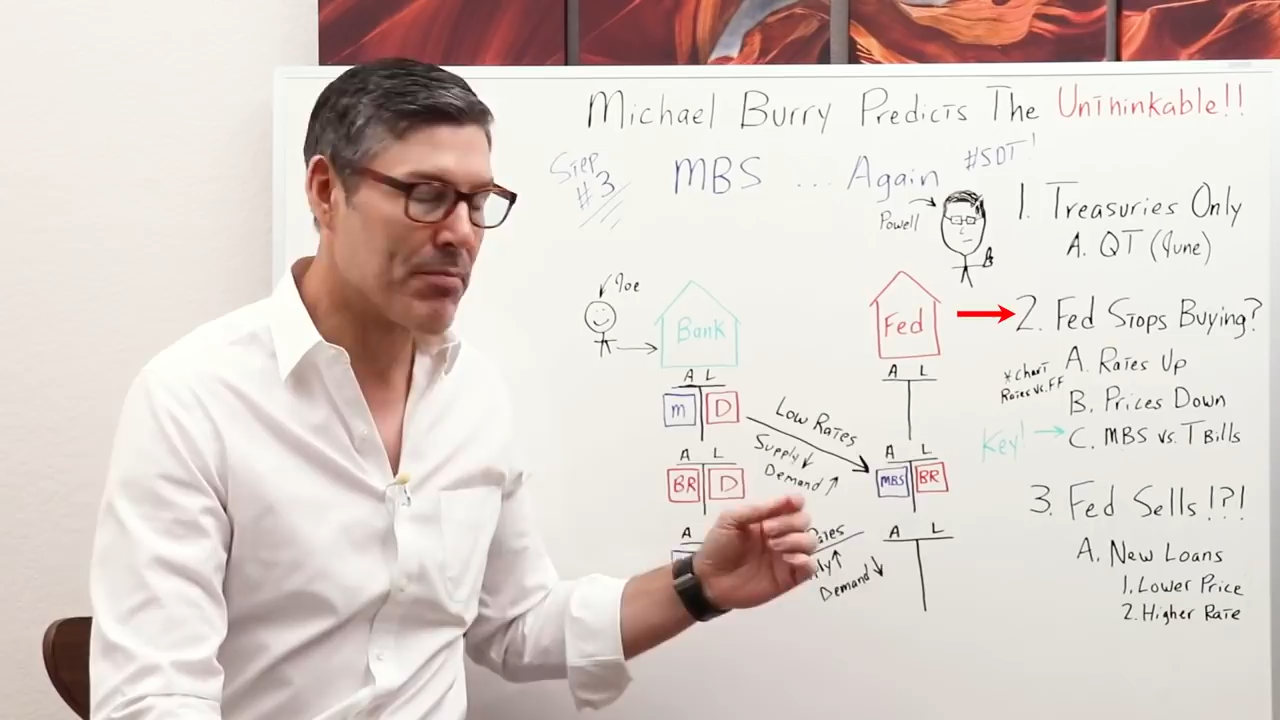 Michael Burry Predicts The Unthinkable!!
Step #3
MBS ... Again
#SDT!
Powell
1. Treasuries Only
A. QT (June)
Joe
Bank
Fed
2. Fed Stops Buying?
A. Rates Up
*Chart
Rates vs. FF
B. Prices Down
Key!
C. MBS vs. T Bills
A L
M D
A L
BR D
A
Low Rates
Supply↓
Demand↑
A L
A L
MBS BR
A L
Demand↓
3. Fed Sells!?!
A. New Loans
1. Lower Price
2. Higher Rate